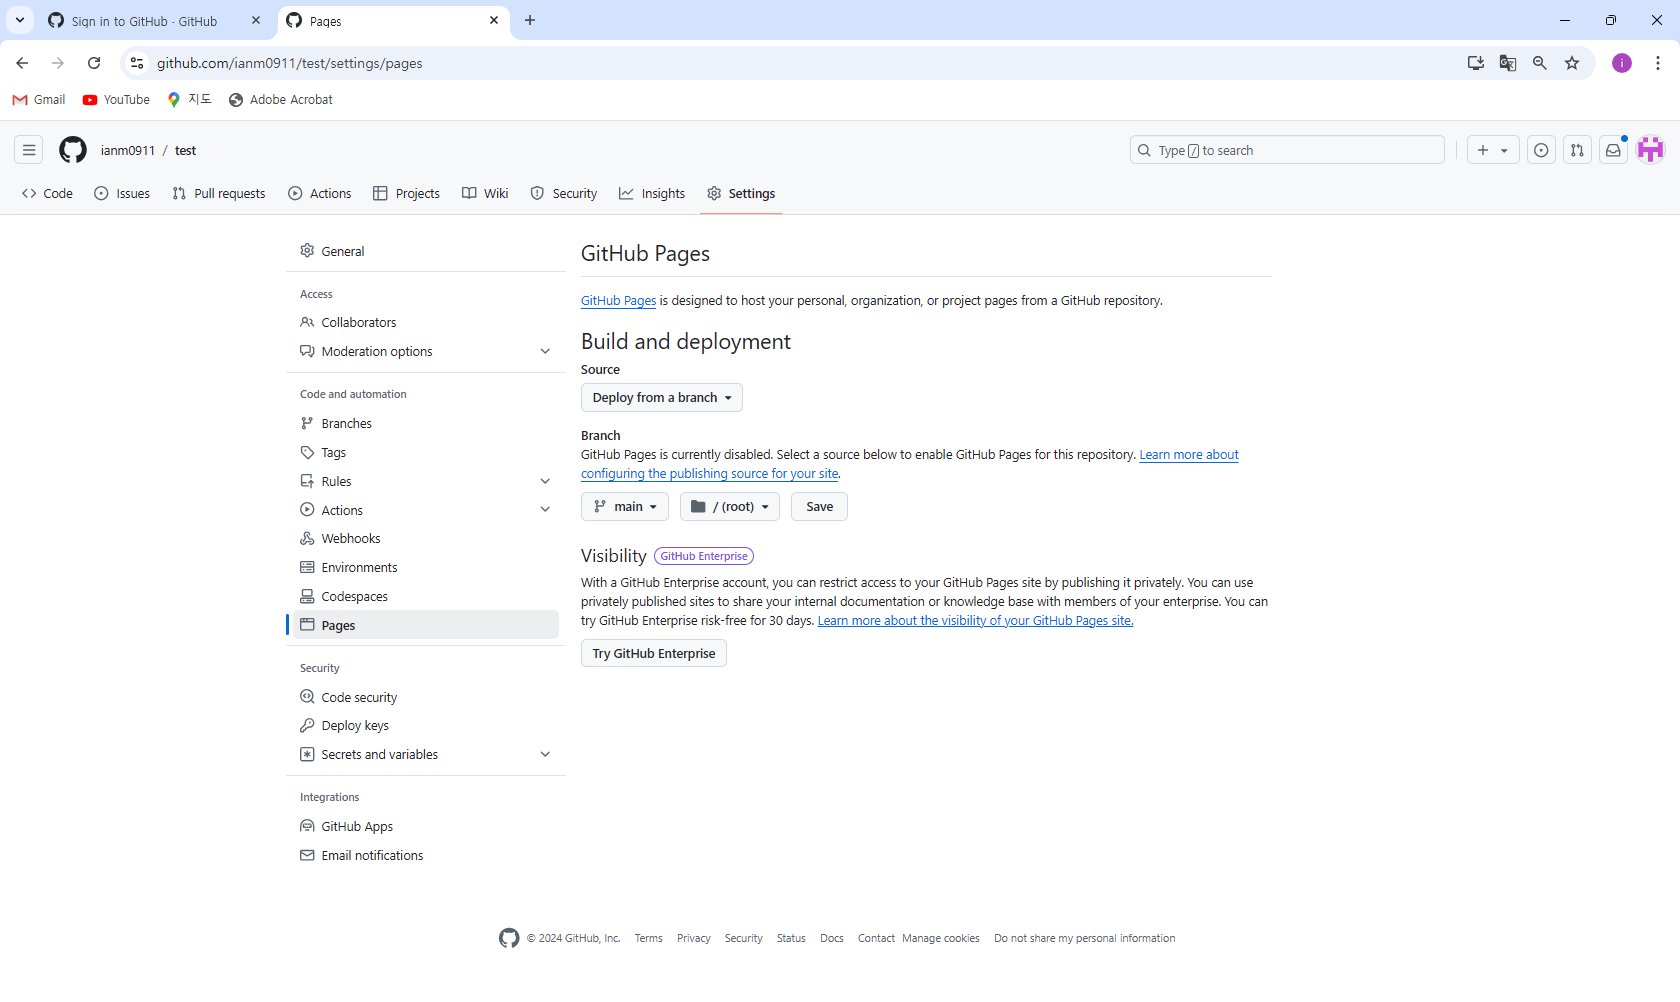 Sign in to GitHub · GitHub
Pages
github.com/ianm0911/test/settings/pages
i
Gmail
YouTube
지도
Adobe Acrobat
ianm0911 / test
Type / to search
Code
Issues
Pull requests
Actions
Projects
Wiki
Security
Insights
Settings
General
Access
Collaborators
Moderation options
Code and automation
Branches
Tags
Rules
Actions
Webhooks
Environments
Codespaces
Pages
Security
Code security
Deploy keys
Secrets and variables
Integrations
GitHub Apps
Email notifications
GitHub Pages
GitHub Pages is designed to host your personal, organization, or project pages from a GitHub repository.
Build and deployment
Source
Deploy from a branch
Branch
GitHub Pages is currently disabled. Select a source below to enable GitHub Pages for this repository. Learn more about
configuring the publishing source for your site.
main
/ (root)
Save
Visibility GitHub Enterprise
With a GitHub Enterprise account, you can restrict access to your GitHub Pages site by publishing it privately. You can use
privately published sites to share your internal documentation or knowledge base with members of your enterprise. You can
try GitHub Enterprise risk-free for 30 days. Learn more about the visibility of your GitHub Pages site.
Try GitHub Enterprise
© 2024 GitHub, Inc.
Terms
Privacy
Security
Status
Docs
Contact
Manage cookies
Do not share my personal information